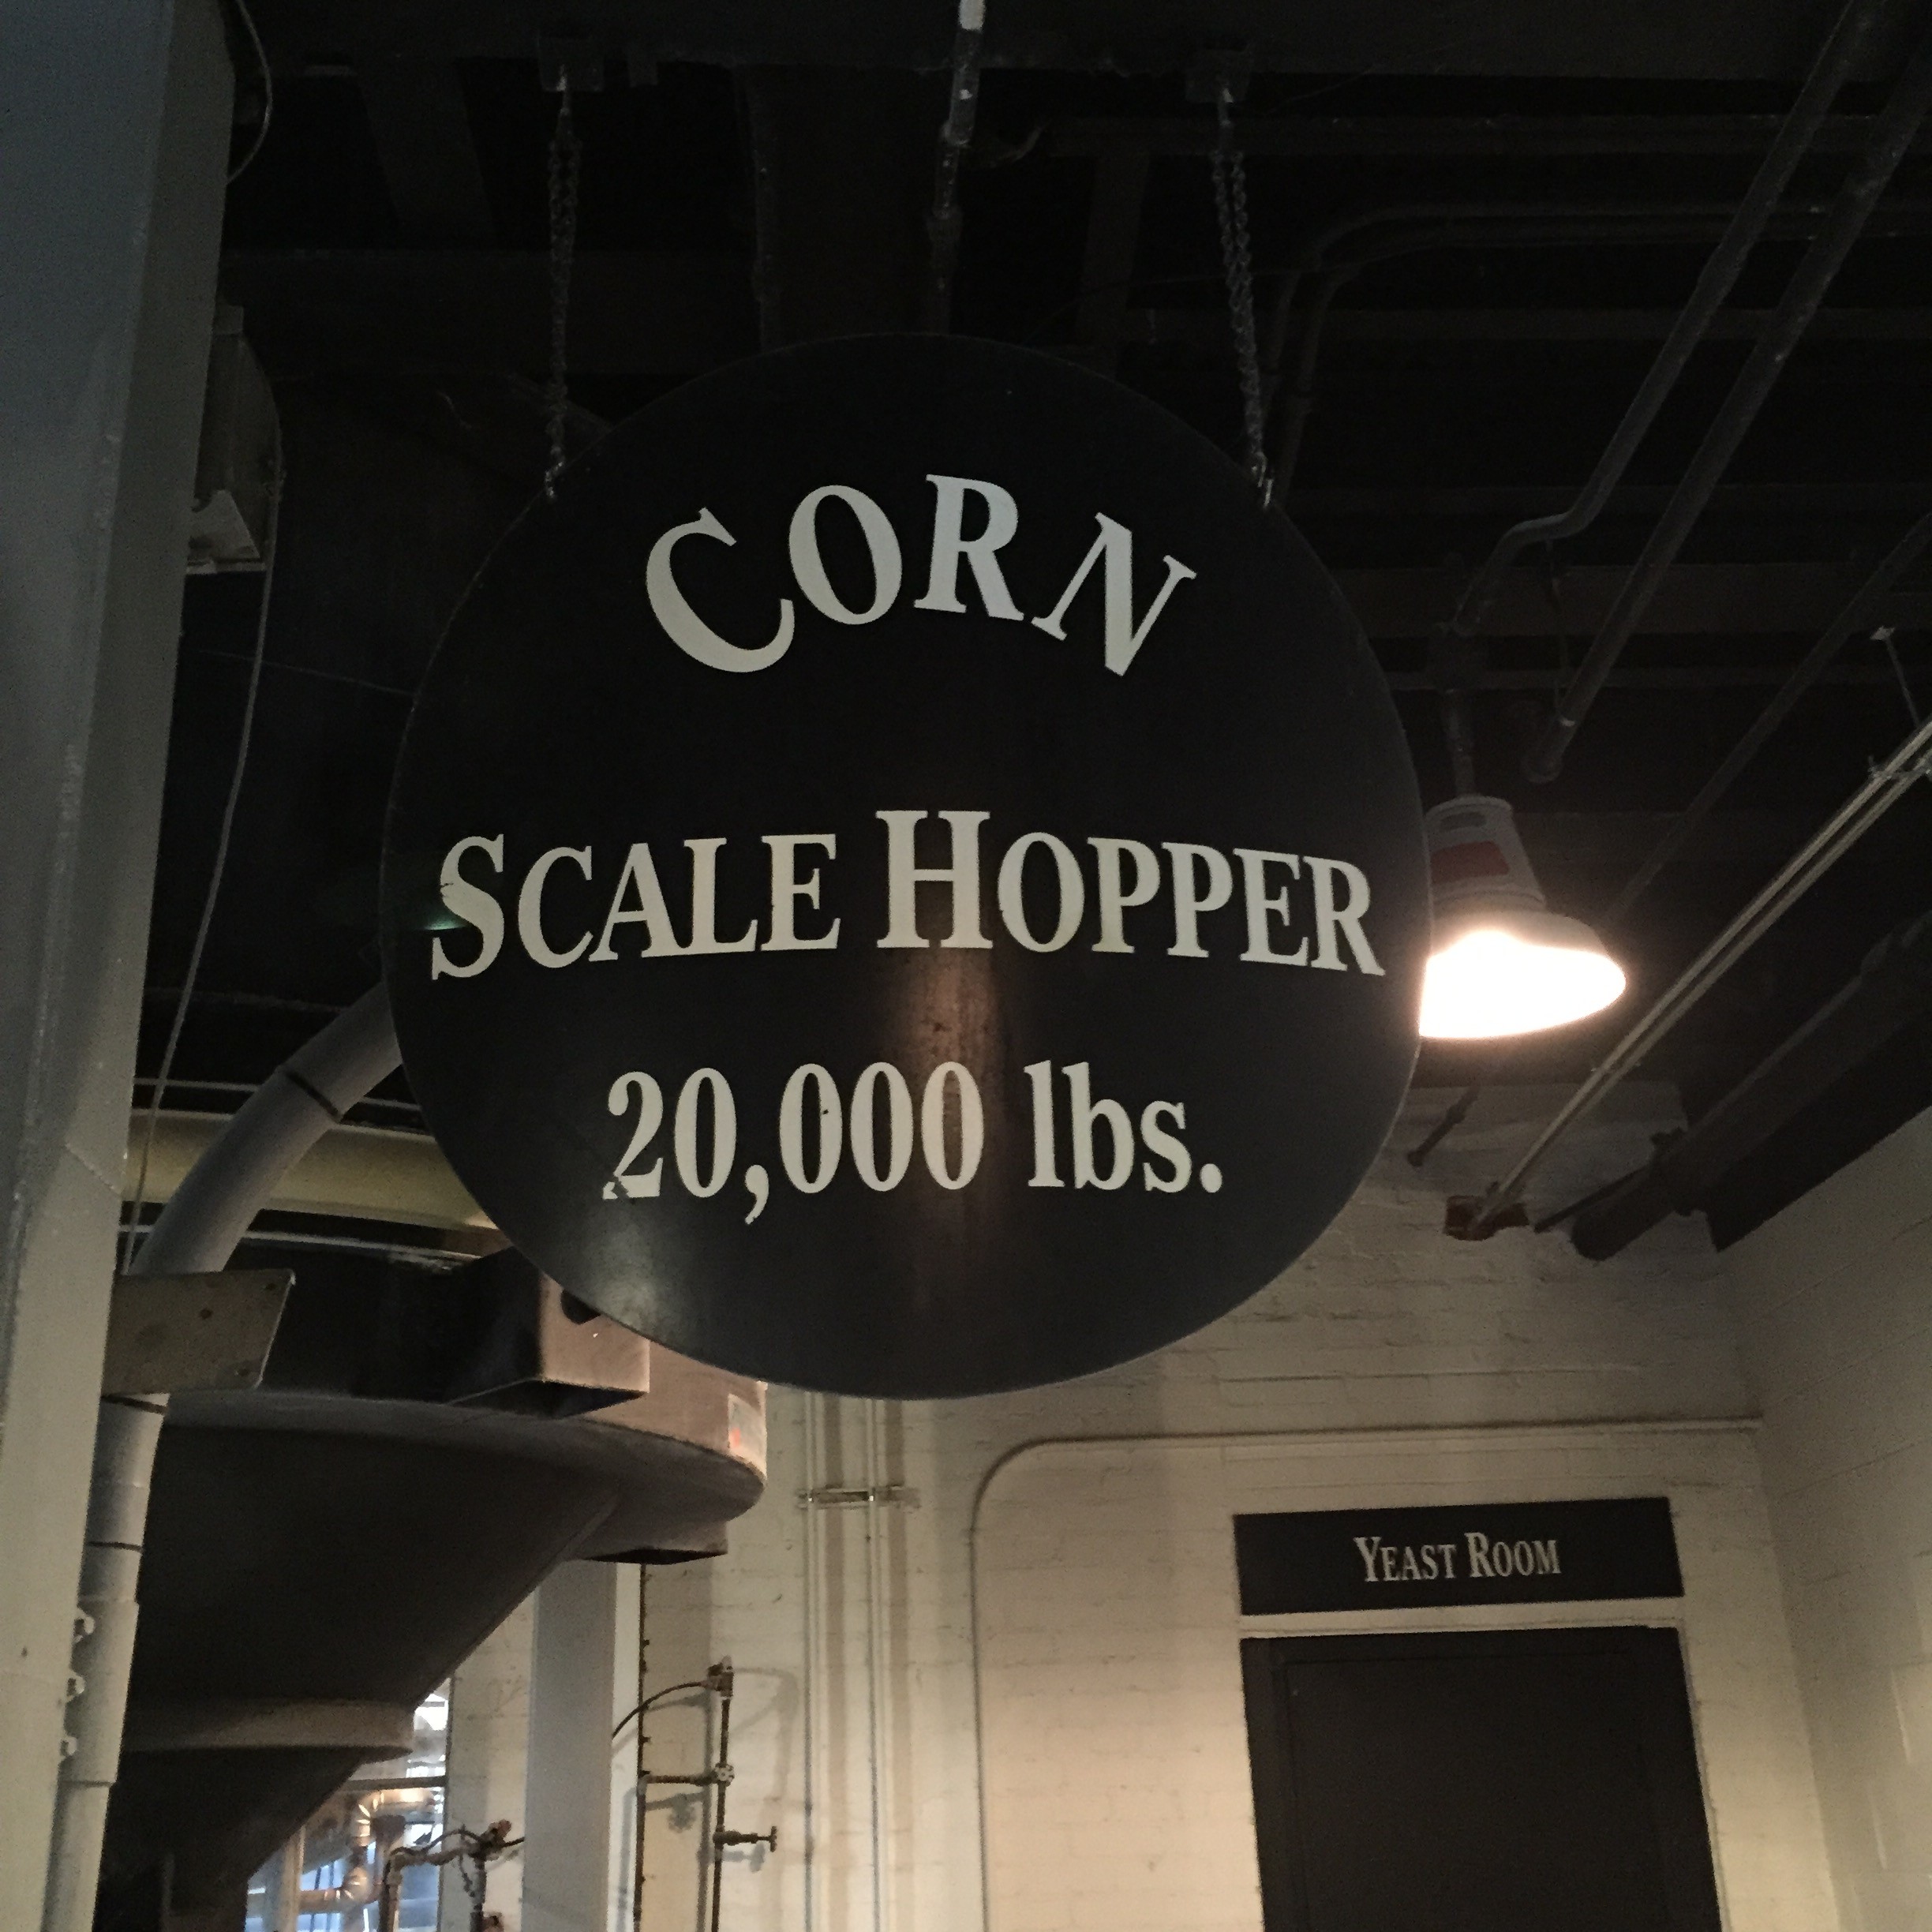 CORN
SCALE HOPPER
20,000 lbs.
YEAST ROOM